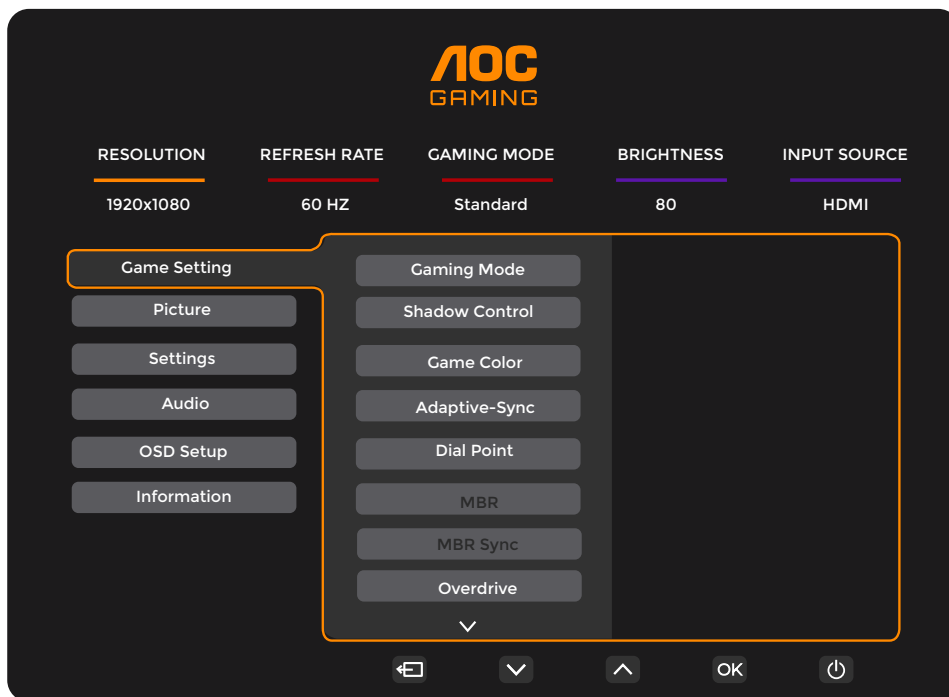 AOC
GAMING
RESOLUTION REFRESH RATE GAMING MODE BRIGHTNESS INPUT SOURCE
1920x1080 60 HZ Standard 80 HDMI
Game Setting
Picture
Settings
Audio
OSD Setup
Information
Gaming Mode
Shadow Control
Game Color
Adaptive-Sync
Dial Point
MBR
MBR Sync
Overdrive
OK